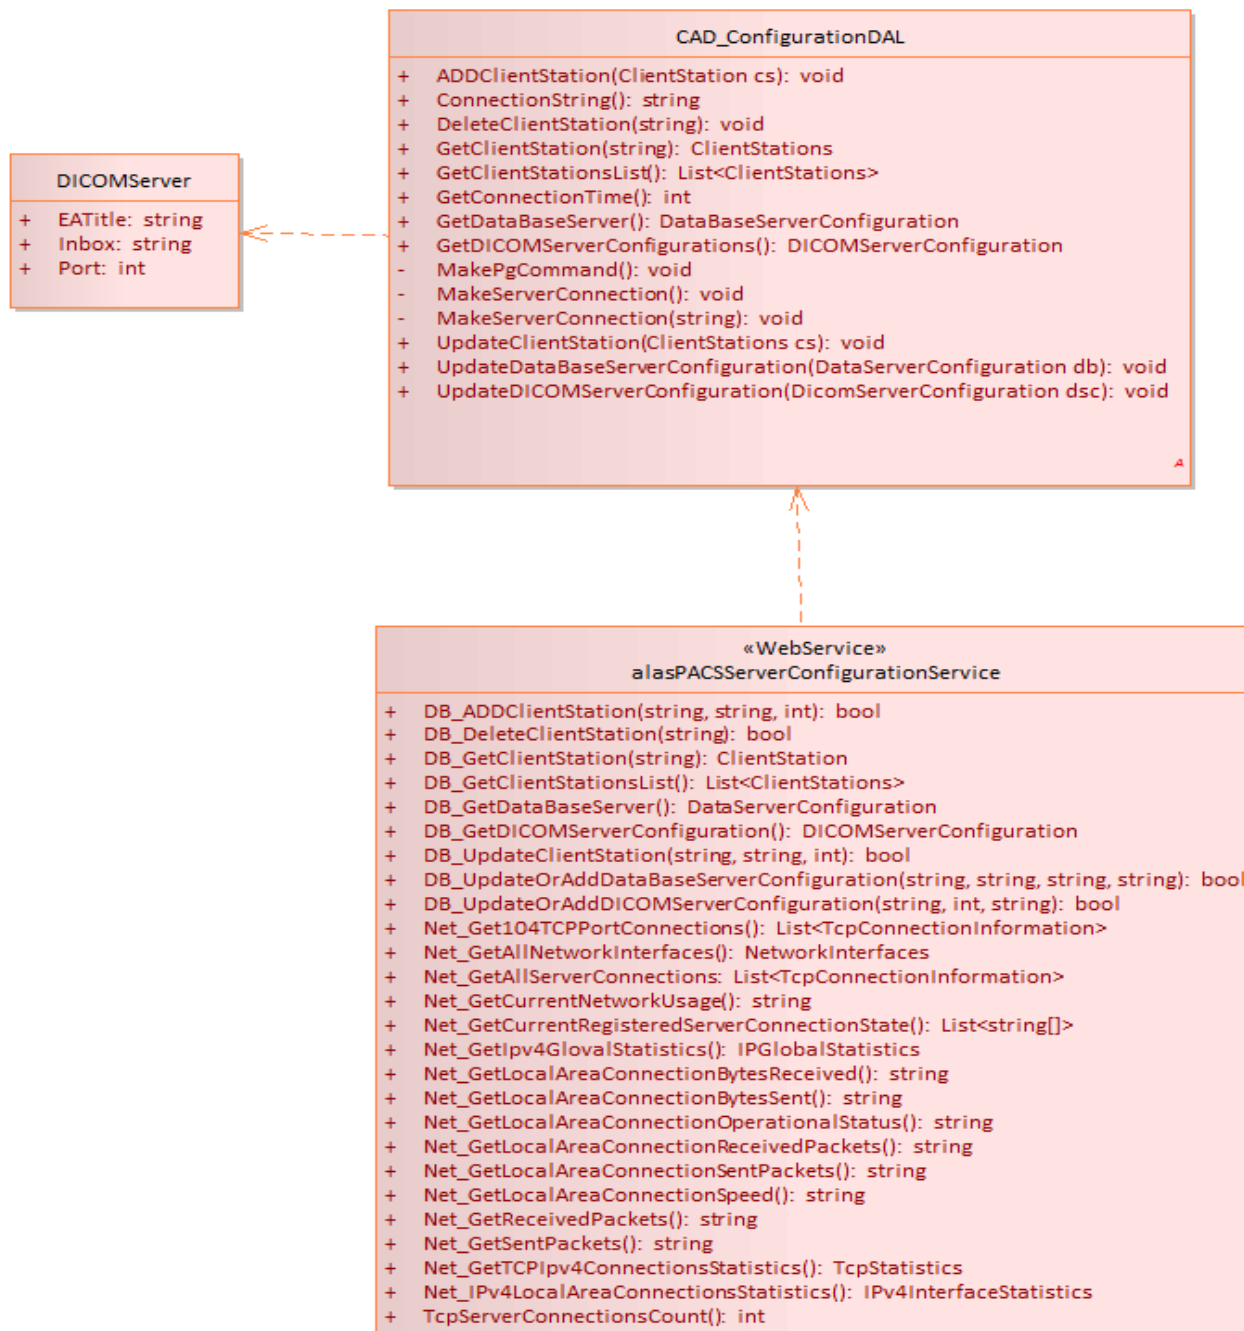 CAD_ConfigurationDAL
+ ADDClientStation(ClientStation cs): void
+ ConnectionString(): string
+ DeleteClientStation(string): void
+ GetClientStation(string): ClientStations
+ GetClientStationsList(): List<ClientStations>
+ GetConnectionTime(): int
+ GetDataBaseServer(): DataBaseServerConfiguration
+ GetDICOMServerConfigurations(): DICOMServerConfiguration
- MakePgCommand(): void
- MakeServerConnection(): void
- MakeServerConnection(string): void
+ UpdateClientStation(ClientStations cs): void
+ UpdateDataBaseServerConfiguration(DataServerConfiguration db): void
+ UpdateDICOMServerConfiguration(DicomServerConfiguration dsc): void
A
DICOMServer
+ EATitle: string
+ Inbox: string
+ Port: int
«WebService»
alasPACSServerConfigurationService
+ DB_ADDClientStation(string, string, int): bool
+ DB_DeleteClientStation(string): bool
+ DB_GetClientStation(string): ClientStation
+ DB_GetClientStationsList(): List<ClientStations>
+ DB_GetDataBaseServer(): DataServerConfiguration
+ DB_GetDICOMServerConfiguration(): DICOMServerConfiguration
+ DB_UpdateClientStation(string, string, int): bool
+ DB_UpdateOrAddDataBaseServerConfiguration(string, string, string, string): bool
+ DB_UpdateOrAddDICOMServerConfiguration(string, int, string): bool
+ Net_Get104TCPPortConnections(): List<TcpConnectionInformation>
+ Net_GetAllNetworkInterfaces(): NetworkInterfaces
+ Net_GetAllServerConnections: List<TcpConnectionInformation>
+ Net_GetCurrentNetworkUsage(): string
+ Net_GetCurrentRegisteredServerConnectionState(): List<string[]>
+ Net_GetIpv4GlovalStatistics(): IPGlobalStatistics
+ Net_GetLocalAreaConnectionBytesReceived(): string
+ Net_GetLocalAreaConnectionBytesSent(): string
+ Net_GetLocalAreaConnectionOperationalStatus(): string
+ Net_GetLocalAreaConnectionReceivedPackets(): string
+ Net_GetLocalAreaConnectionSentPackets(): string
+ Net_GetLocalAreaConnectionSpeed(): string
+ Net_GetReceivedPackets(): string
+ Net_GetSentPackets(): string
+ Net_GetTCPIpv4ConnectionsStatistics(): TcpStatistics
+ Net_IPv4LocalAreaConnectionsStatistics(): IPv4InterfaceStatistics
+ TcpServerConnectionsCount(): int